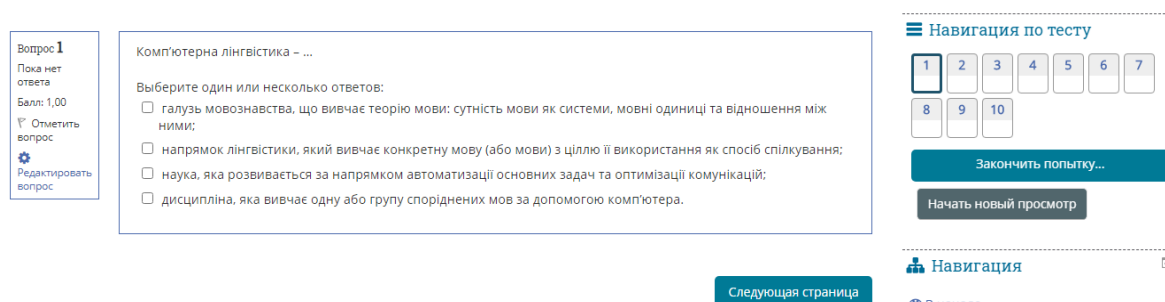 Вопрос 1
Пока нет
ответа
Балл: 1,00
Отметить
вопрос
Редактировать
вопрос
Комп'ютерна лінгвістика – ...
Выберите один или несколько ответов:
галузь мовознавства, що вивчає теорію мови: сутність мови як системи, мовні одиниці та відношення між
ними;
напрямок лінгвістики, який вивчає конкретну мову (або мови) з ціллю її використання як спосіб спілкування;
наука, яка розвивається за напрямком автоматизації основних задач та оптимізації комунікацій;
дисципліна, яка вивчає одну або групу споріднених мов за допомогою комп'ютера.
Следующая страница
Навигация по тесту
1 2 3 4 5 6 7
8 9 10
Закончить попытку...
Начать новый просмотр
Навигация